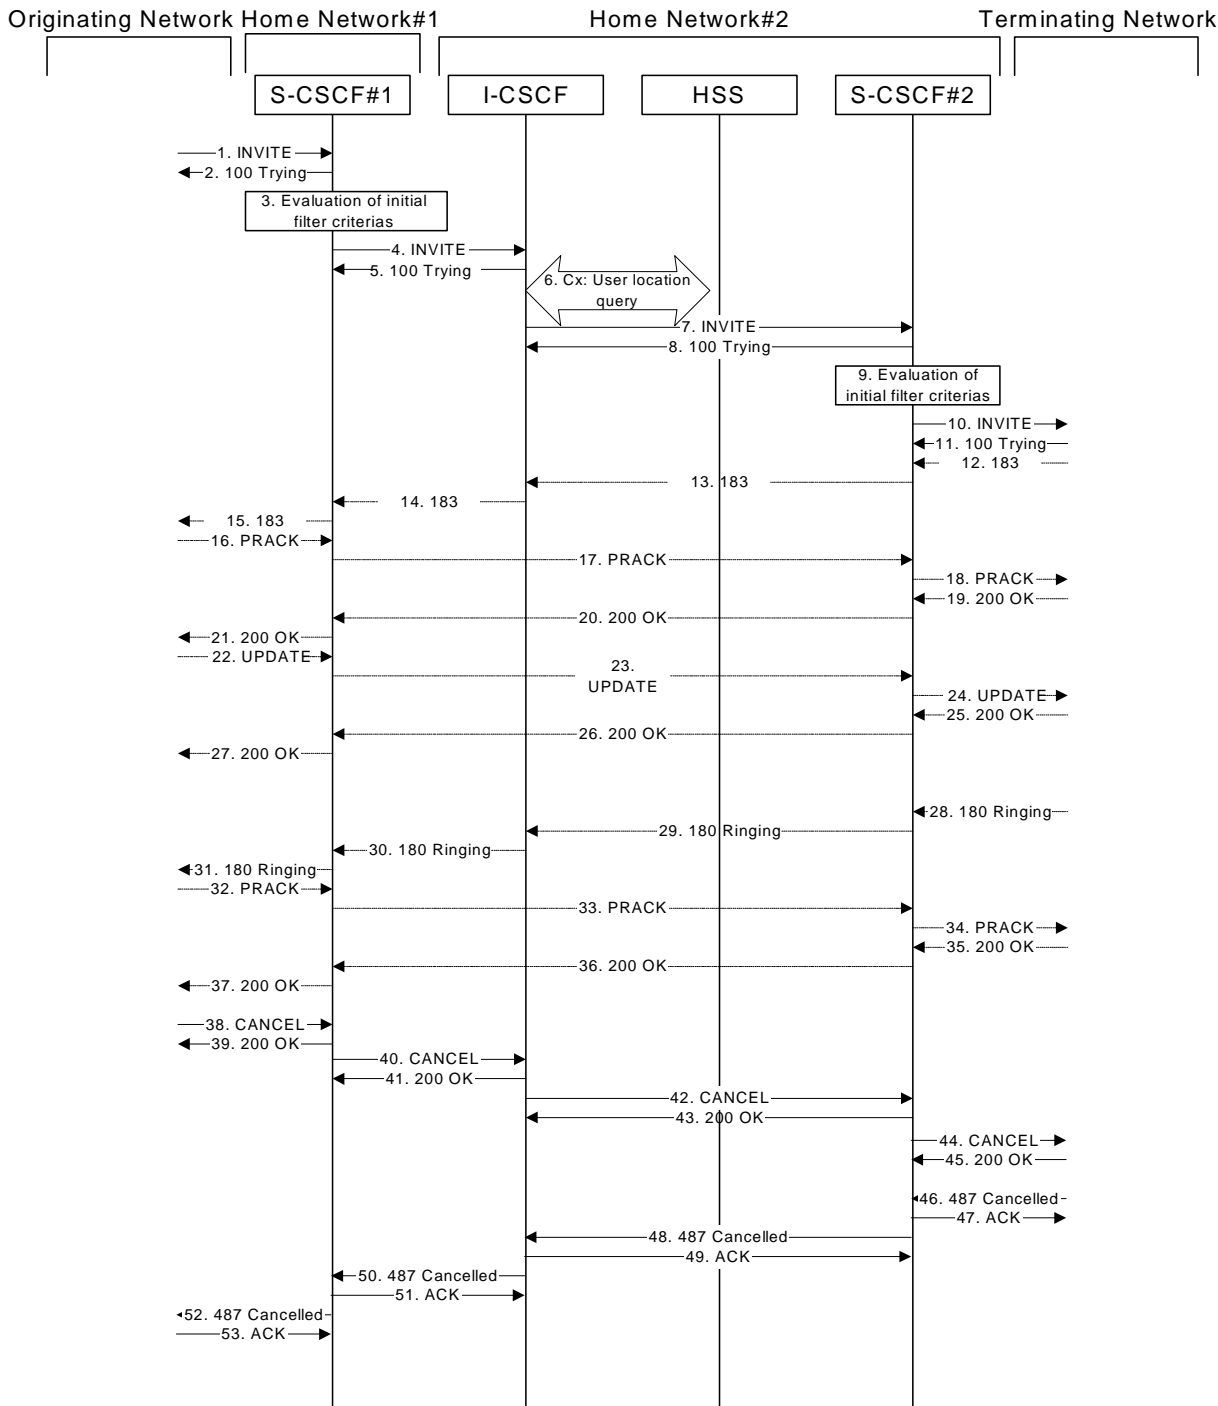 Originating Network Home Network#1 Home Network#2 Terminating Network
S-CSCF#1 I-CSCF HSS S-CSCF#2
1. INVITE
2. 100 Trying
3. Evaluation of initial
filter criterias
4. INVITE
5. 100 Trying
6. Cx: User location
query
7. INVITE
8. 100 Trying
9. Evaluation of
initial filter criterias
10. INVITE
11. 100 Trying
12. 183
13. 183
14. 183
15. 183
16. PRACK
17. PRACK
18. PRACK
19. 200 OK
20. 200 OK
21. 200 OK
22. UPDATE
23.
UPDATE
24. UPDATE
25. 200 OK
26. 200 OK
27. 200 OK
28. 180 Ringing
29. 180 Ringing
30. 180 Ringing
31. 180 Ringing
32. PRACK
33. PRACK
34. PRACK
35. 200 OK
36. 200 OK
37. 200 OK
38. CANCEL
39. 200 OK
40. CANCEL
41. 200 OK
42. CANCEL
43. 200 OK
44. CANCEL
45. 200 OK
46. 487 Cancelled
47. ACK
48. 487 Cancelled
49. ACK
50. 487 Cancelled
51. ACK
52. 487 Cancelled
53. ACK